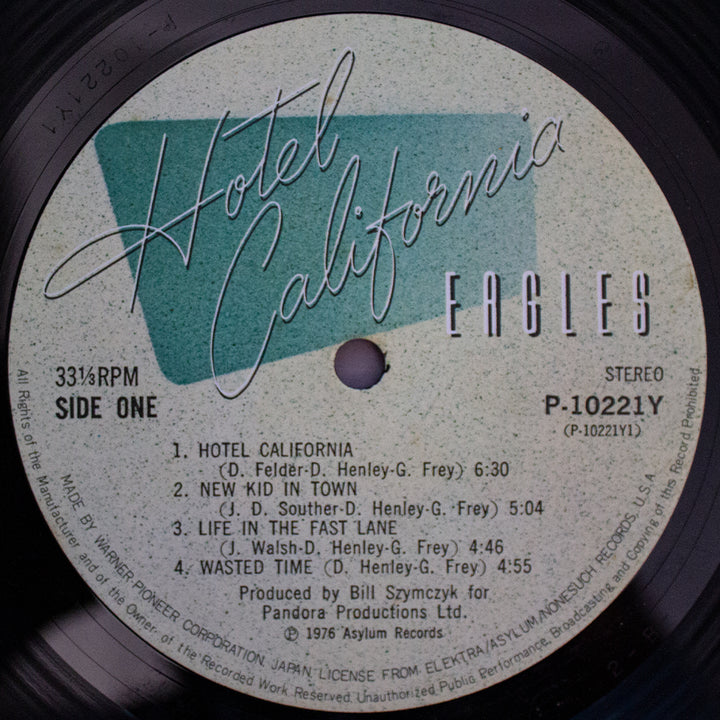 P-10221Y1
Hotel
California
EAGLES
33⅓RPM
STEREO
SIDE ONE
P-10221Y
(P-10221Y1)
1. HOTEL CALIFORNIA
(D. Felder-D. Henley-G. Frey) 6:30
2. NEW KID IN TOWN
(J. D. Souther-D. Henley-G. Frey) 5:04
3. LIFE IN THE FAST LANE
(J. Walsh-D. Henley-G. Frey) 4:46
4. WASTED TIME (D. Henley-G. Frey) 4:55
Produced by Bill Szymczyk for
Pandora Productions Ltd.
Ⓟ 1976 Asylum Records
MADE BY WARNER-PIONEER CORPORATION, JAPAN, LICENSE FROM ELEKTRA/ASYLUM/NONESUCH RECORDS, U.S.A
All Rights of the Manufacturer and of the Owner of the Recorded Work Reserved. Unauthorized Public Performance, Broadcasting and Copying of this Record Prohibited.